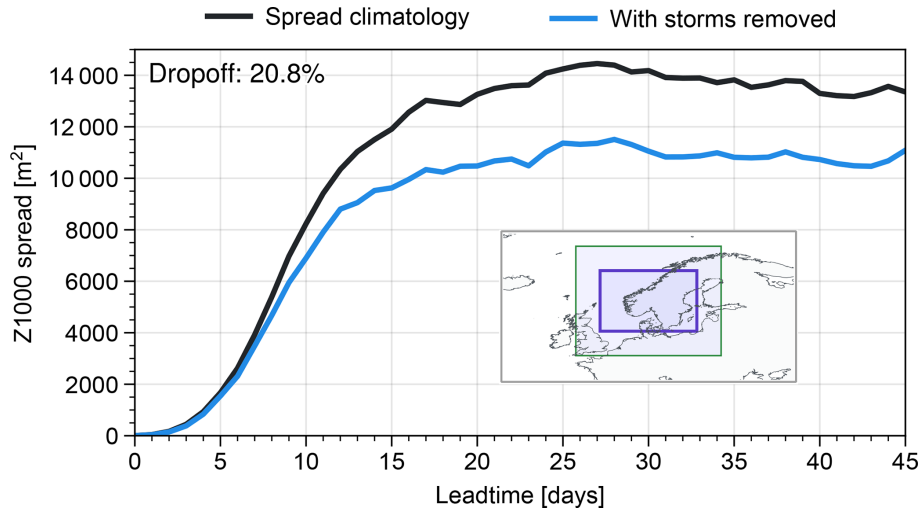 Spread climatology
With storms removed
Dropoff: 20.8%
14 000
12 000
10 000
8000
6000
4000
2000
0
Z1000 spread [m²]
0 5 10 15 20 25 30 35 40 45
Leadtime [days]